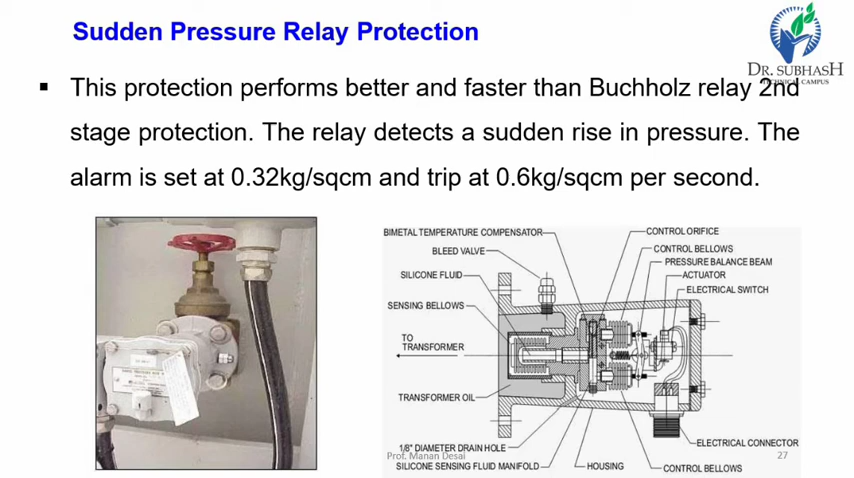 Sudden Pressure Relay Protection
DR. SUBHASH
TECHNICAL CAMPUS
▪ This protection performs better and faster than Buchholz relay 2nd
stage protection. The relay detects a sudden rise in pressure. The
alarm is set at 0.32kg/sqcm and trip at 0.6kg/sqcm per second.
BIMETAL TEMPERATURE COMPENSATOR
BLEED VALVE
SILICONE FLUID
SENSING BELLOWS
TO
TRANSFORMER
TRANSFORMER OIL
1/8" DIAMETER DRAIN HOLE
SILICONE SENSING FLUID MANIFOLD
CONTROL ORIFICE
CONTROL BELLOWS
PRESSURE BALANCE BEAM
ACTUATOR
ELECTRICAL SWITCH
ELECTRICAL CONNECTOR
HOUSING
CONTROL BELLOWS
Prof. Manan Desai
27